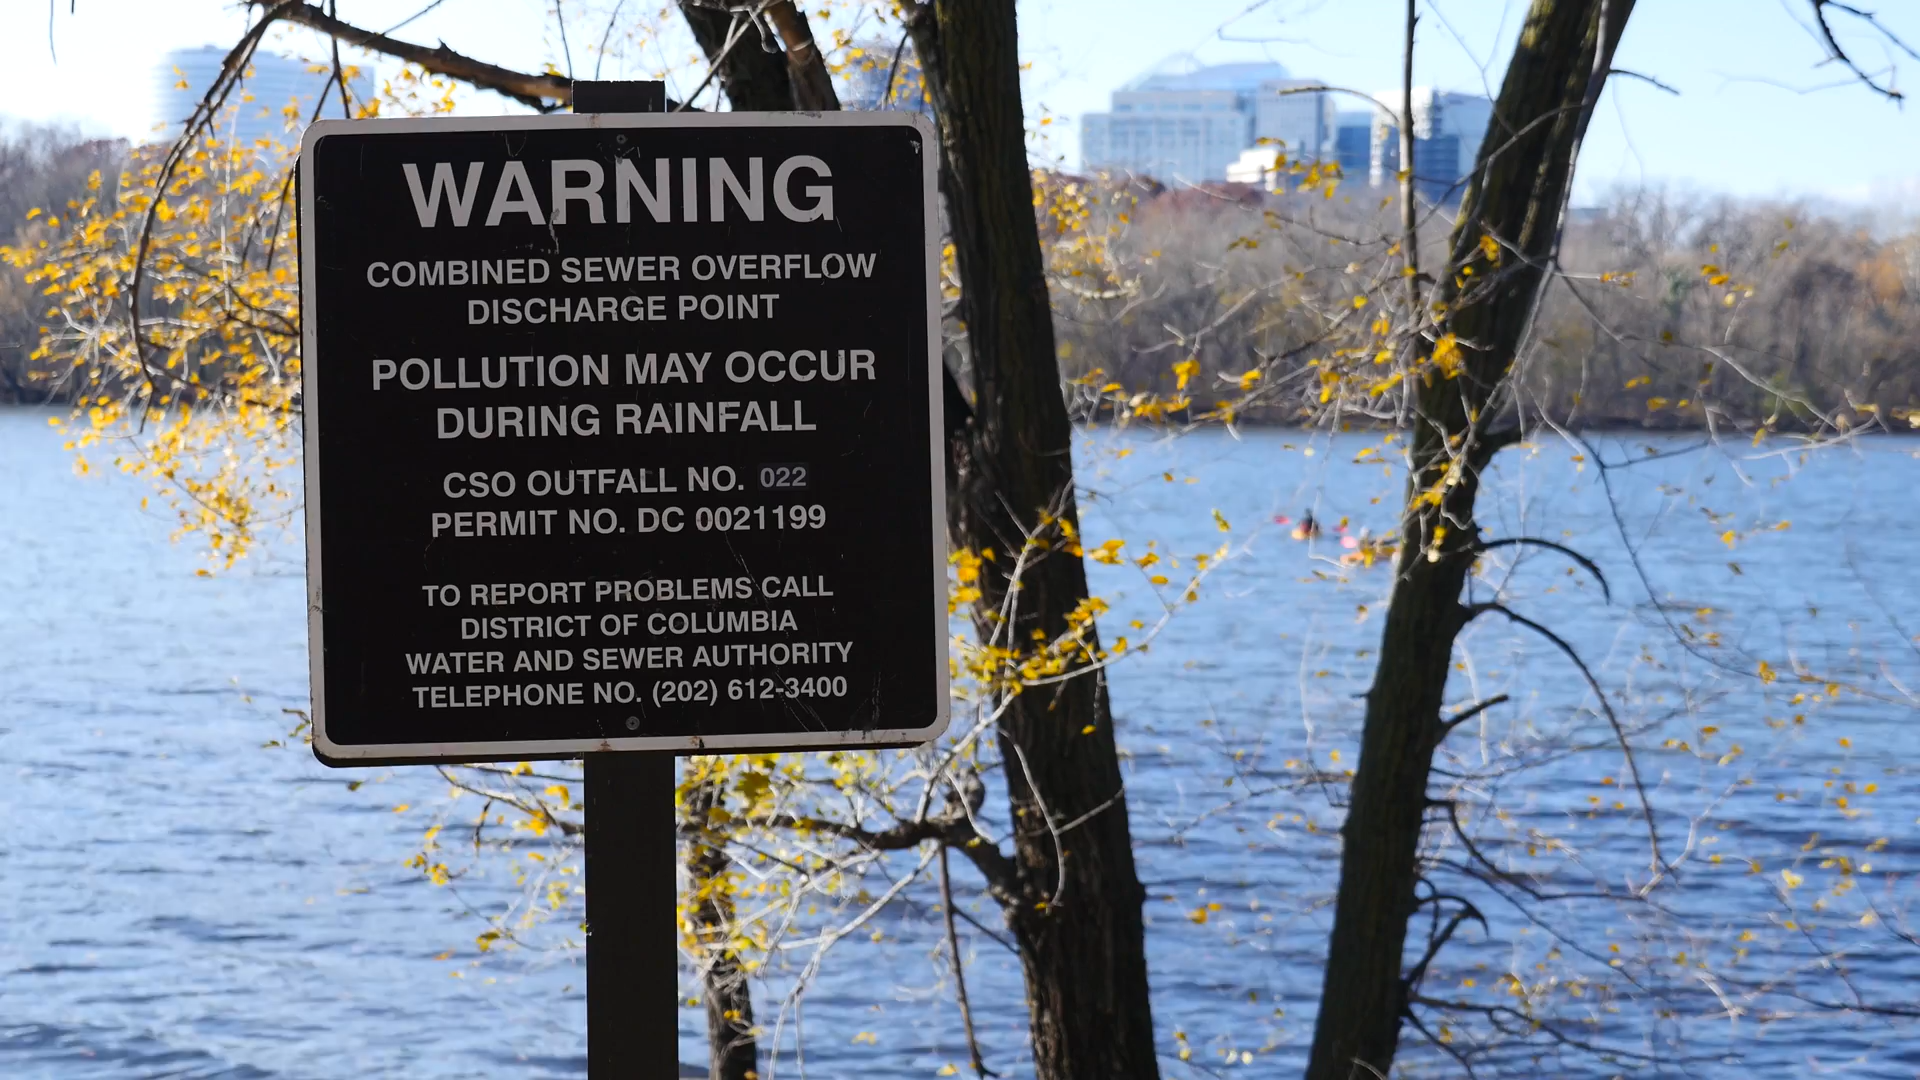 WARNING
COMBINED SEWER OVERFLOW
DISCHARGE POINT
POLLUTION MAY OCCUR
DURING RAINFALL
CSO OUTFALL NO. 022
PERMIT NO. DC 0021199
TO REPORT PROBLEMS CALL
DISTRICT OF COLUMBIA
WATER AND SEWER AUTHORITY
TELEPHONE NO. (202) 612-3400